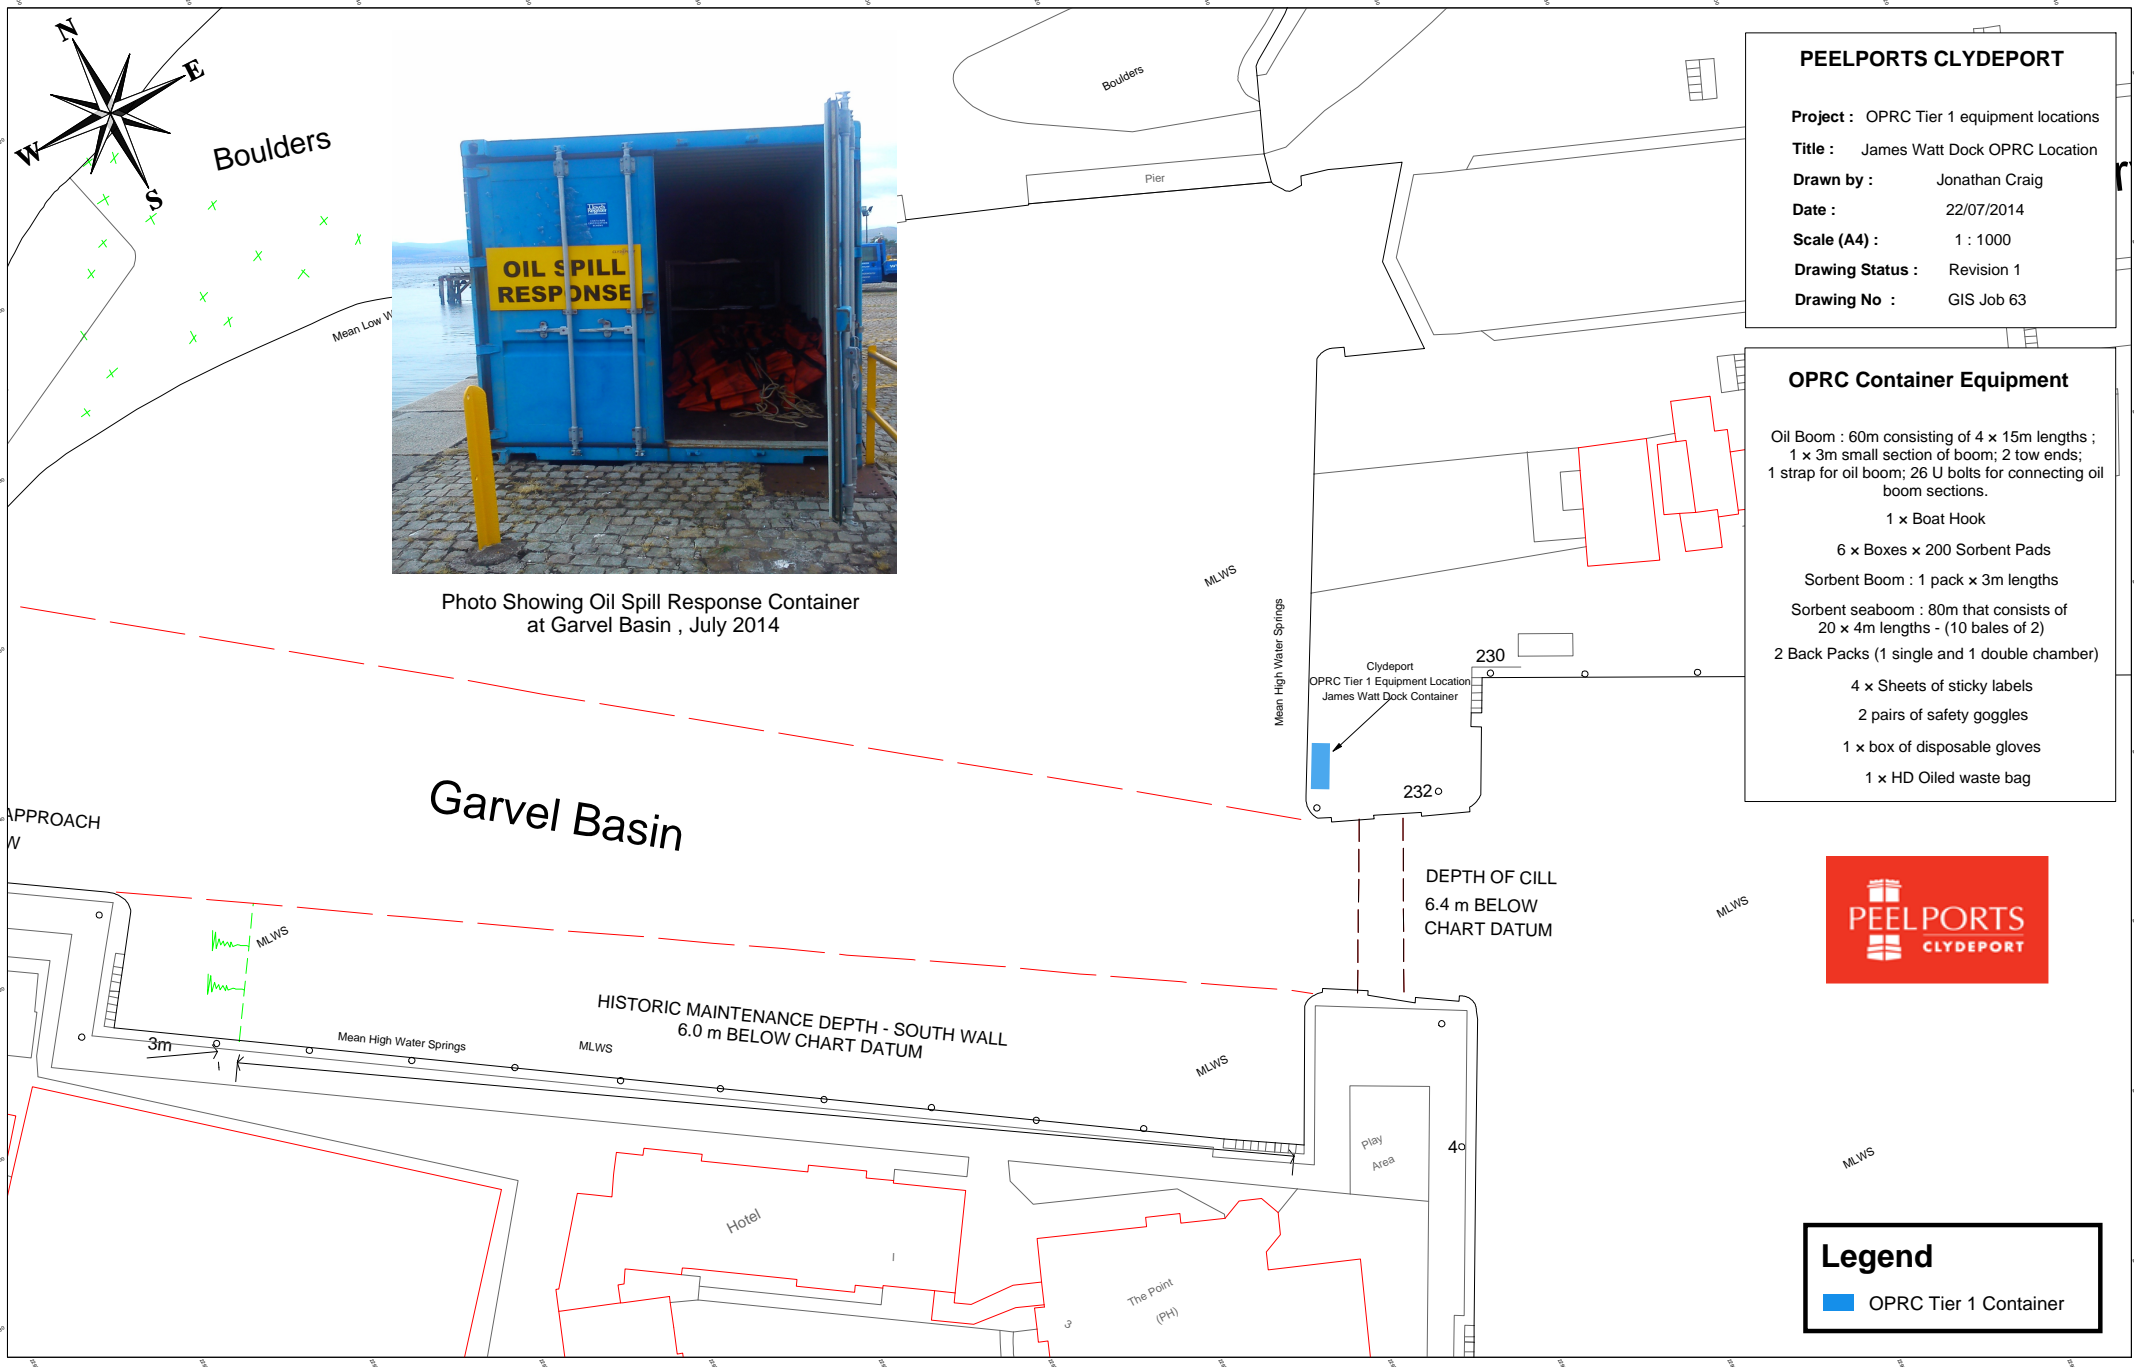 N
E
W
S
Boulders
Boulders
Pier
Mean Low W
OIL SPILL
RESPONSE
Photo Showing Oil Spill Response Container
at Garvel Basin , July 2014
PEELPORTS CLYDEPORT
Project : OPRC Tier 1 equipment locations
Title : James Watt Dock OPRC Location
Drawn by : Jonathan Craig
Date : 22/07/2014
Scale (A4) : 1 : 1000
Drawing Status : Revision 1
Drawing No : GIS Job 63
OPRC Container Equipment
Oil Boom : 60m consisting of 4 × 15m lengths ;
1 × 3m small section of boom; 2 tow ends;
1 strap for oil boom; 26 U bolts for connecting oil
boom sections.
1 × Boat Hook
6 × Boxes × 200 Sorbent Pads
Sorbent Boom : 1 pack × 3m lengths
Sorbent seaboom : 80m that consists of
20 × 4m lengths - (10 bales of 2)
2 Back Packs (1 single and 1 double chamber)
4 × Sheets of sticky labels
2 pairs of safety goggles
1 × box of disposable gloves
1 × HD Oiled waste bag
MLWS
Mean High Water Springs
230
Clydeport
OPRC Tier 1 Equipment Location
James Watt Dock Container
232
Garvel Basin
APPROACH
W
DEPTH OF CILL
6.4 m BELOW
CHART DATUM
MLWS
PEEL PORTS
CLYDEPORT
MLWS
HISTORIC MAINTENANCE DEPTH - SOUTH WALL
6.0 m BELOW CHART DATUM
Mean High Water Springs
MLWS
MLWS
3m
Play
Area
4
MLWS
Hotel
1
The Point
(PH)
3
Legend
OPRC Tier 1 Container